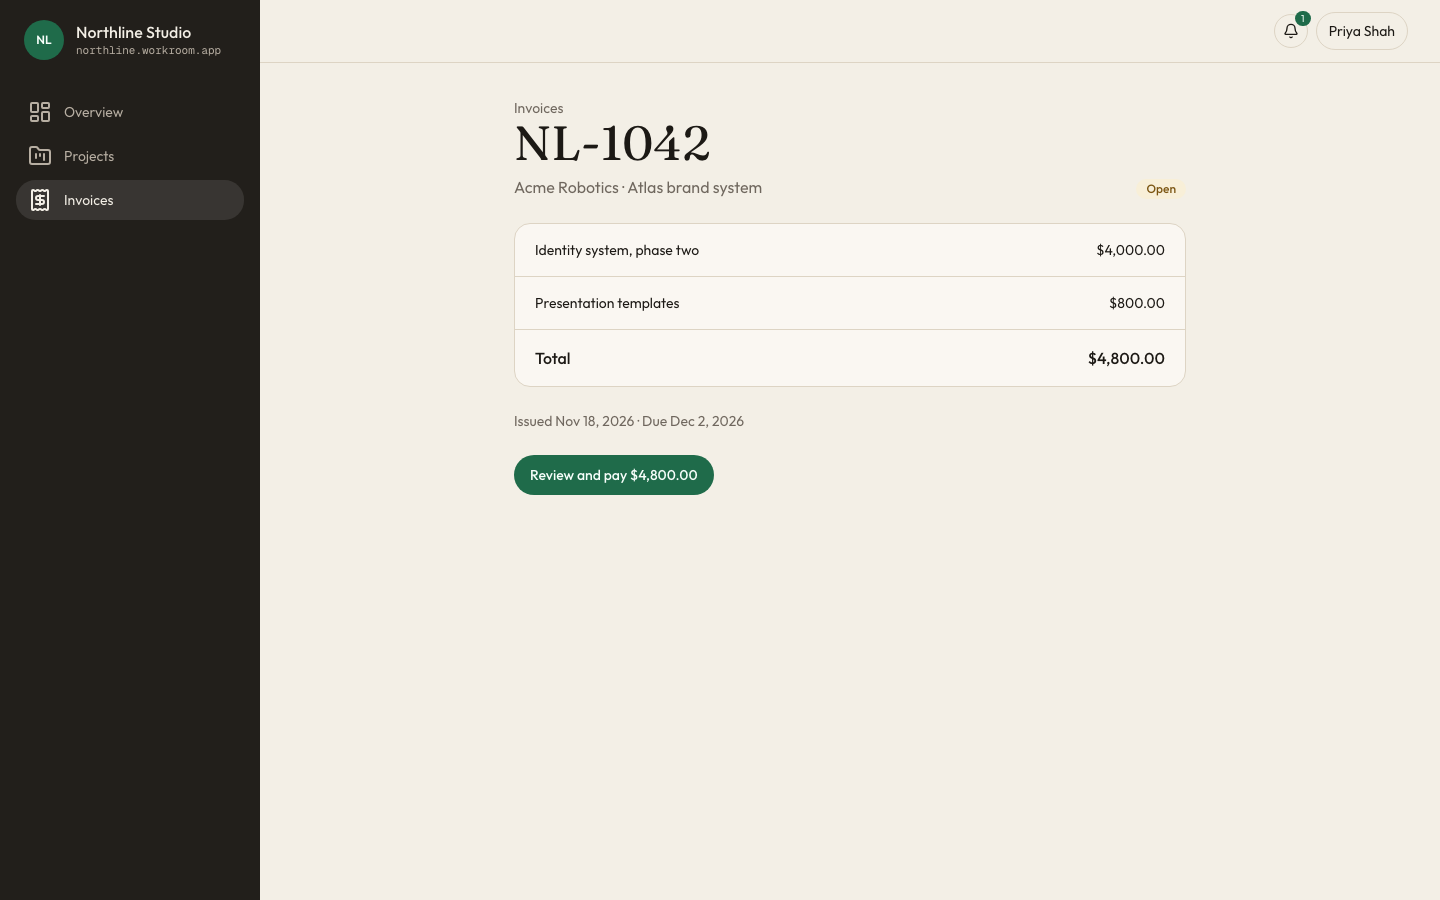 NL
Northline Studio
northline.workroom.app
Overview
Projects
Invoices
1
Priya Shah
Invoices
NL-1042
Acme Robotics · Atlas brand system
Open
Identity system, phase two $4,000.00
Presentation templates $800.00
Total $4,800.00
Issued Nov 18, 2026 · Due Dec 2, 2026
Review and pay $4,800.00